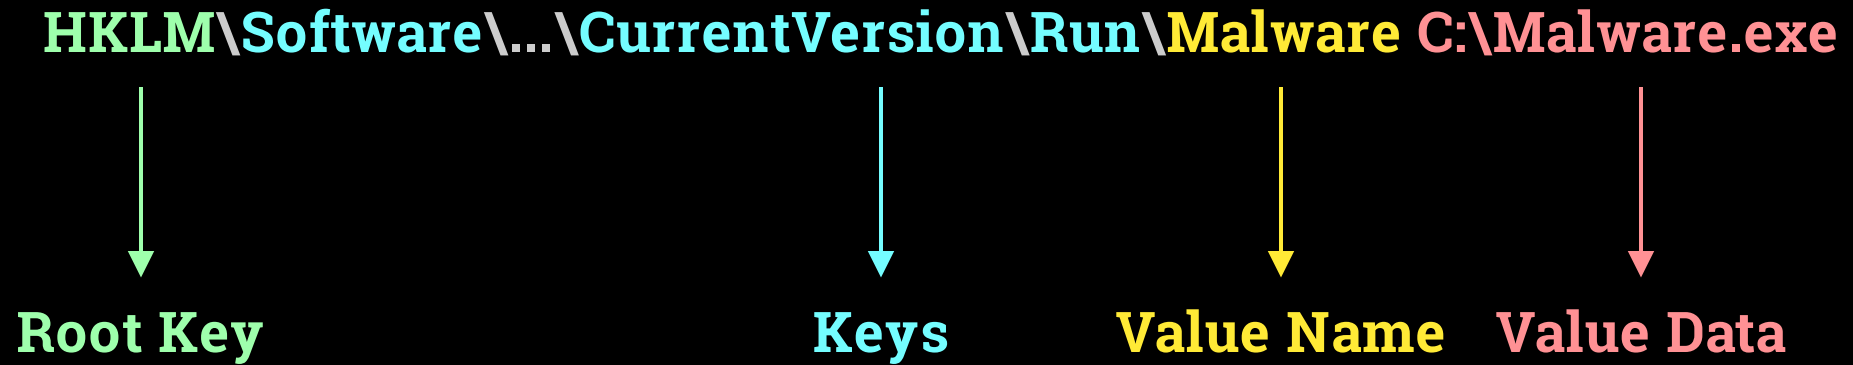 HKLM\Software\...\CurrentVersion\Run\Malware C:\Malware.exe
Root Key Keys Value Name Value Data